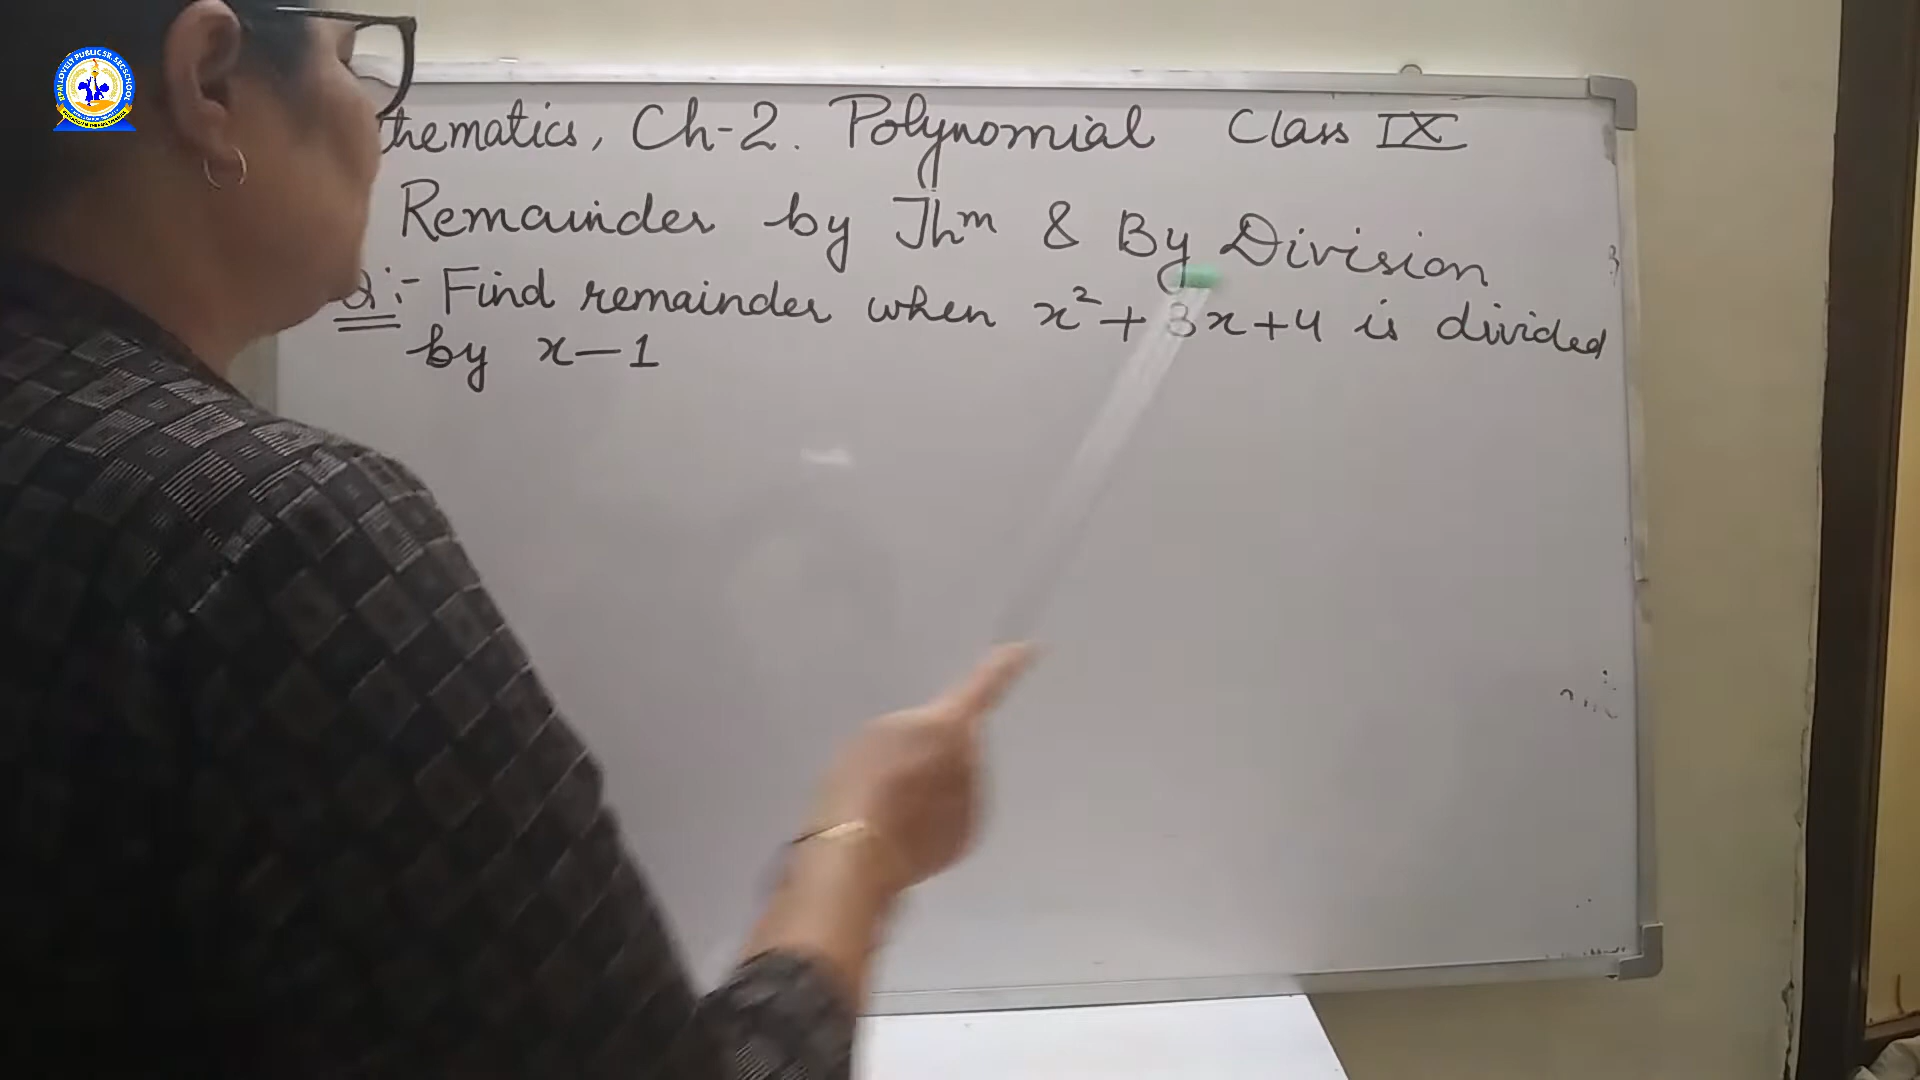 thematics, Ch-2. Polynomial Class IX
Remainder by Thm & By Division
Q:- Find remainder when x²+3x+4 is divided
by x-1